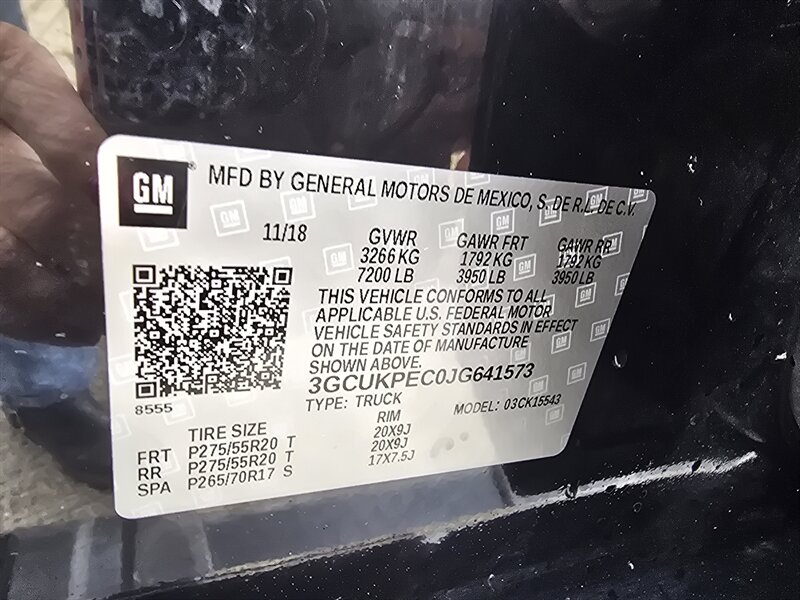 GM ® MFD BY GENERAL MOTORS DE MEXICO, S. DE R.L. DE C.V.
11/18 GVWR GAWR FRT GAWR RR
3266 KG 1792 KG 1792 KG
7200 LB 3950 LB 3950 LB
THIS VEHICLE CONFORMS TO ALL
APPLICABLE U.S. FEDERAL MOTOR
VEHICLE SAFETY STANDARDS IN EFFECT
ON THE DATE OF MANUFACTURE
SHOWN ABOVE.
3GCUKPEC0JG641573
8555 TYPE: TRUCK MODEL: 03CK15543
TIRE SIZE RIM
FRT P275/55R20 T 20X9J
RR P275/55R20 T 20X9J
SPA P265/70R17 S 17X7.5J